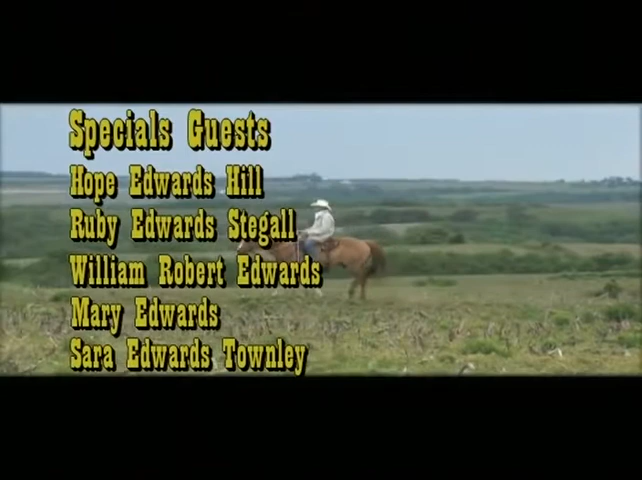 Specials Guests
Hope Edwards Hill
Ruby Edwards Stegall
William Robert Edwards
Mary Edwards
Sara Edwards Townley